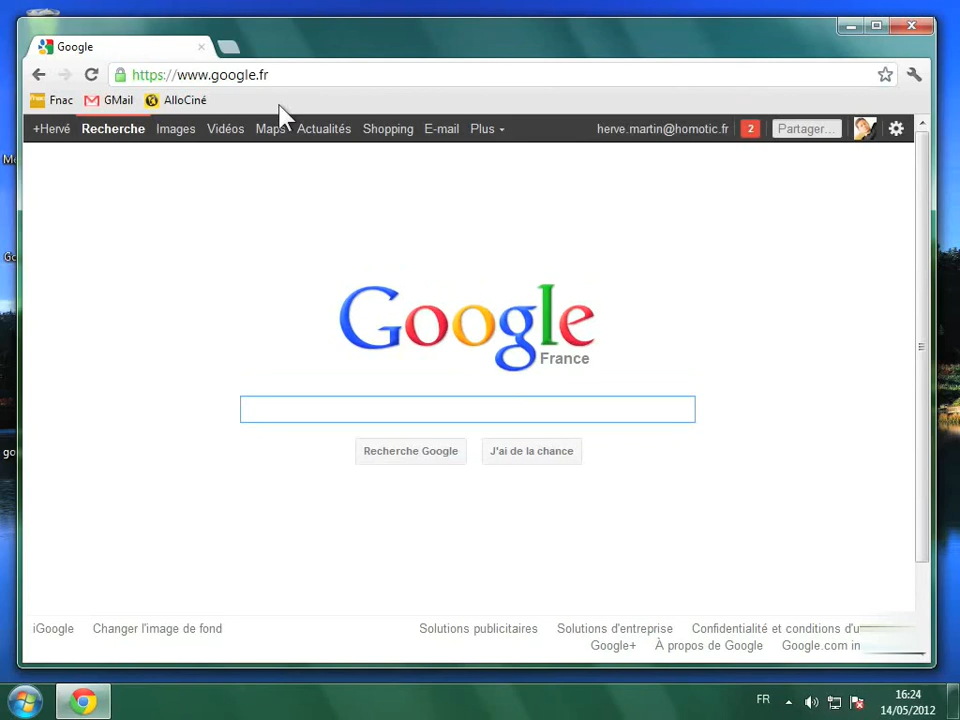 Google
https://www.google.fr
Fnac GMail AlloCiné
+Hervé Recherche Images Vidéos Maps Actualités Shopping E-mail Plus herve.martin@homotic.fr 2 Partager...
Google
France
Recherche Google J'ai de la chance
iGoogle Changer l'image de fond Solutions publicitaires Solutions d'entreprise Confidentialité et conditions d'u
Google+ À propos de Google Google.com in
FR 16:24
14/05/2012